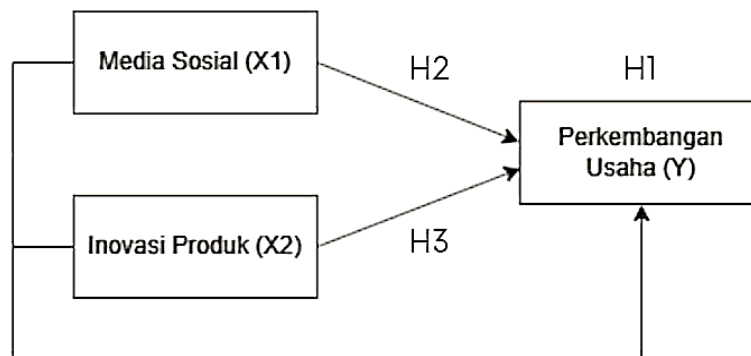 Media Sosial (X1)
H2
H1
Perkembangan
Usaha (Y)
Inovasi Produk (X2)
H3